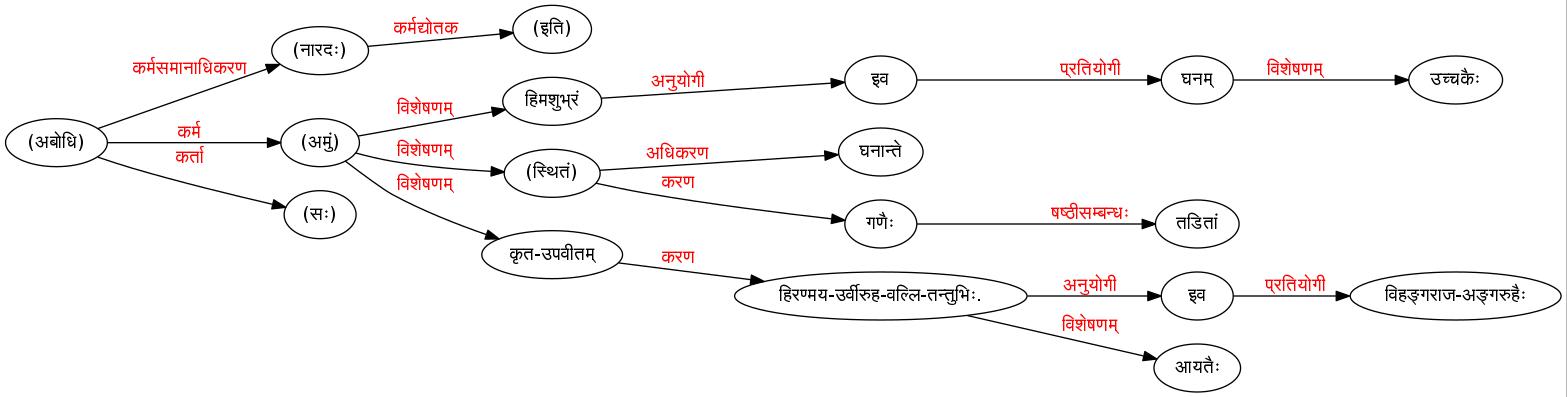 (इति)
कर्मद्योतक
(नारदः)
कर्मसमानाधिकरण
इव
प्रतियोगी
घनम्
विशेषणम्
उच्चकैः
अनुयोगी
हिमशुभ्रं
विशेषणम्
(अबोधि)
कर्म
(अमुं)
कर्ता
विशेषणम्
(स्थितं)
अधिकरण
घनान्ते
करण
विशेषणम्
(सः)
गणैः
षष्ठीसम्बन्धः
तडितां
कृत-उपवीतम्
करण
हिरण्मय-उर्वीरुह-वल्लि-तन्तुभिः.
अनुयोगी
इव
प्रतियोगी
विहङ्गराज-अङ्गरुहैः
विशेषणम्
आयतैः